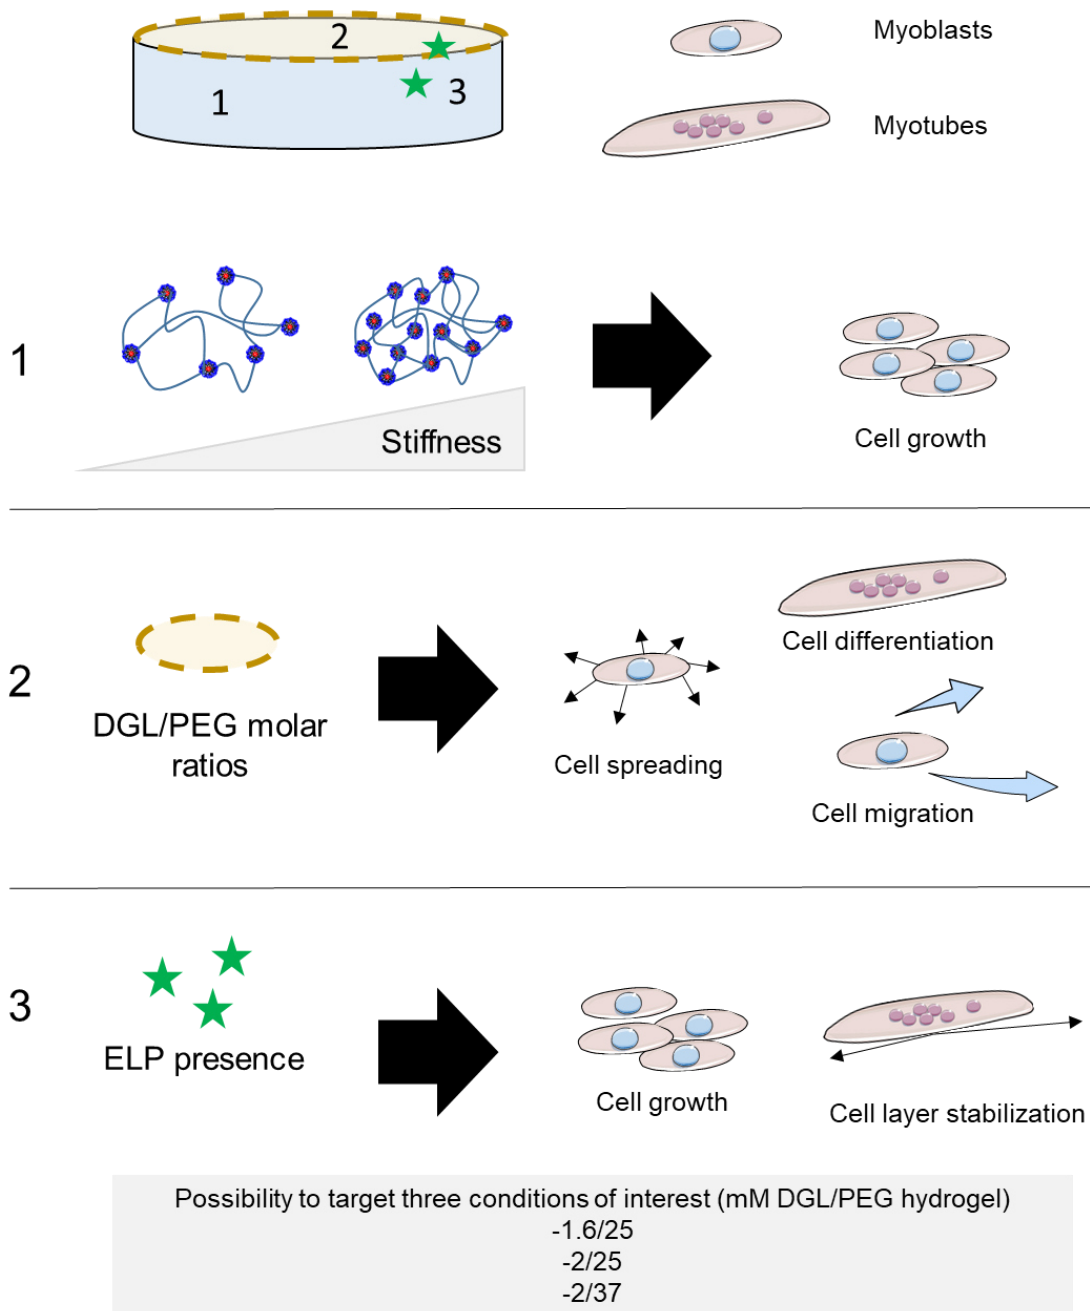 2
1
3
Myoblasts
Myotubes
1
Stiffness
Cell growth
2
DGL/PEG molar
ratios
Cell spreading
Cell differentiation
Cell migration
3
ELP presence
Cell growth
Cell layer stabilization
Possibility to target three conditions of interest (mM DGL/PEG hydrogel)
-1.6/25
-2/25
-2/37